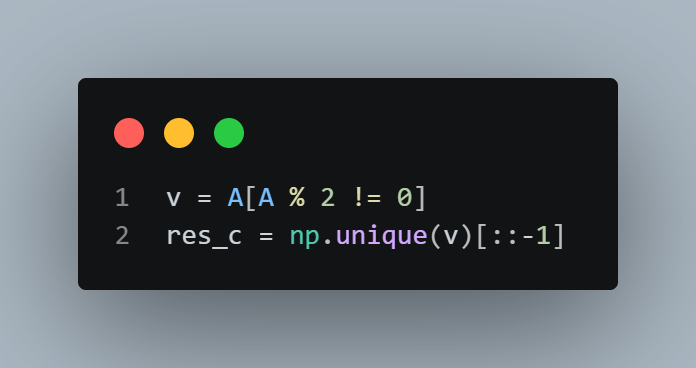 1 v = A[A % 2 != 0]
2 res_c = np.unique(v)[::-1]